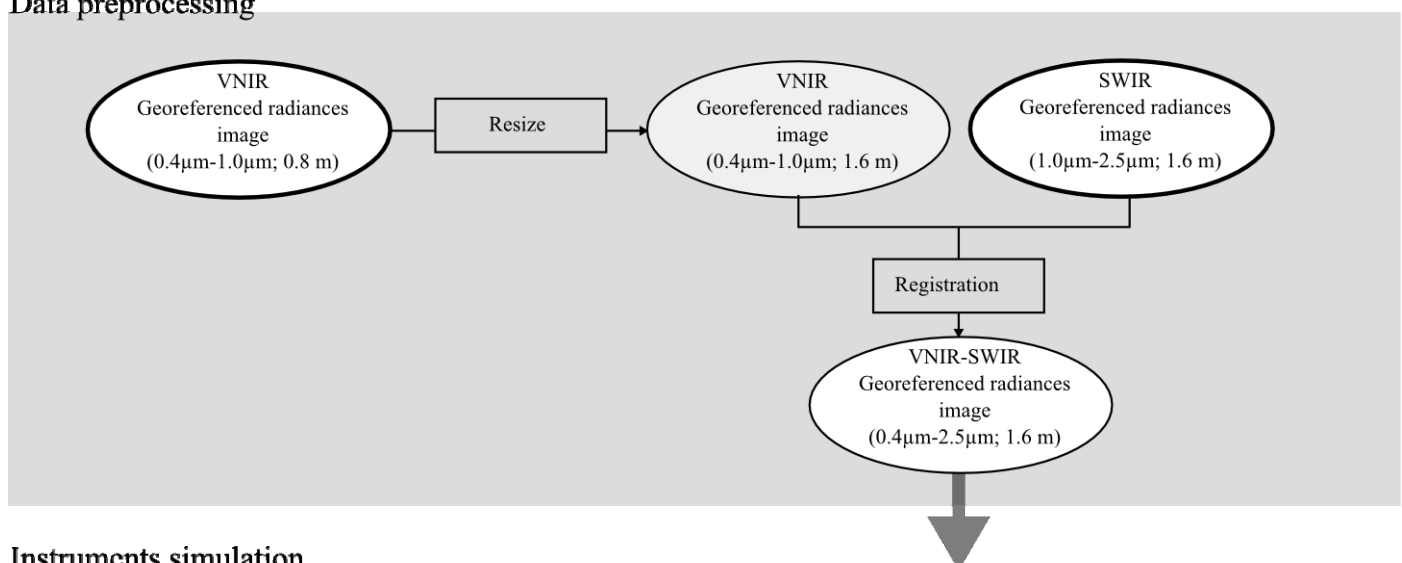 Data preprocessing
VNIR
Georeferenced radiances
image
(0.4µm-1.0µm; 0.8 m)
Resize
VNIR
Georeferenced radiances
image
(0.4µm-1.0µm; 1.6 m)
SWIR
Georeferenced radiances
image
(1.0µm-2.5µm; 1.6 m)
Registration
VNIR-SWIR
Georeferenced radiances
image
(0.4µm-2.5µm; 1.6 m)
Instruments simulation